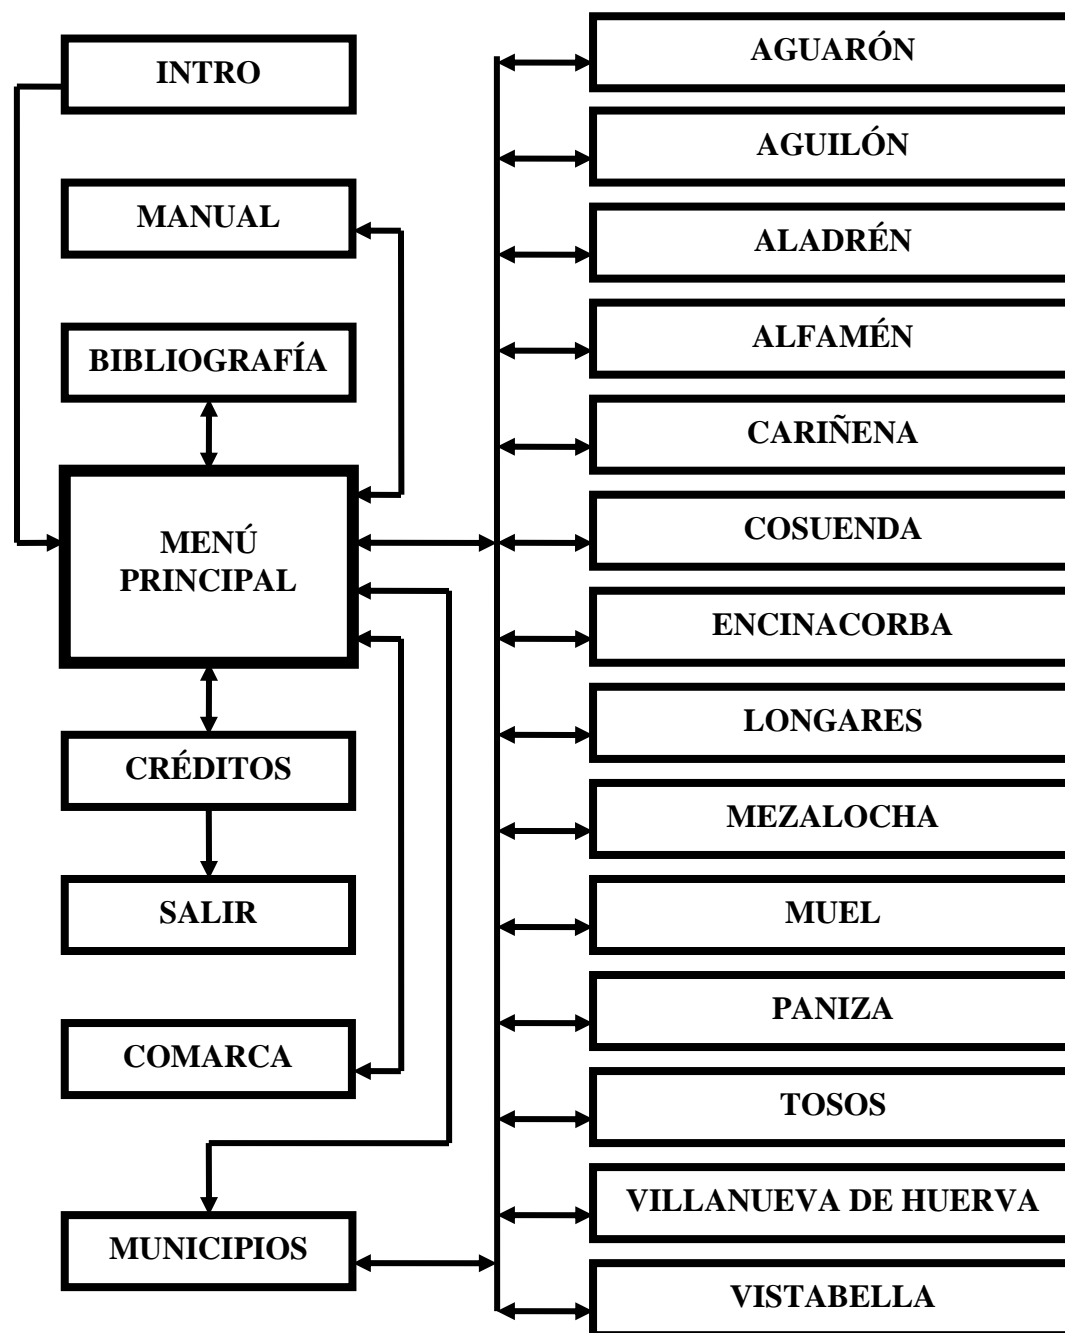 INTRO
MANUAL
BIBLIOGRAFÍA
MENÚ
PRINCIPAL
CRÉDITOS
SALIR
COMARCA
MUNICIPIOS
AGUARÓN
AGUILÓN
ALADRÉN
ALFAMÉN
CARIÑENA
COSUENDA
ENCINACORBA
LONGARES
MEZALOCHA
MUEL
PANIZA
TOSOS
VILLANUEVA DE HUERVA
VISTABELLA